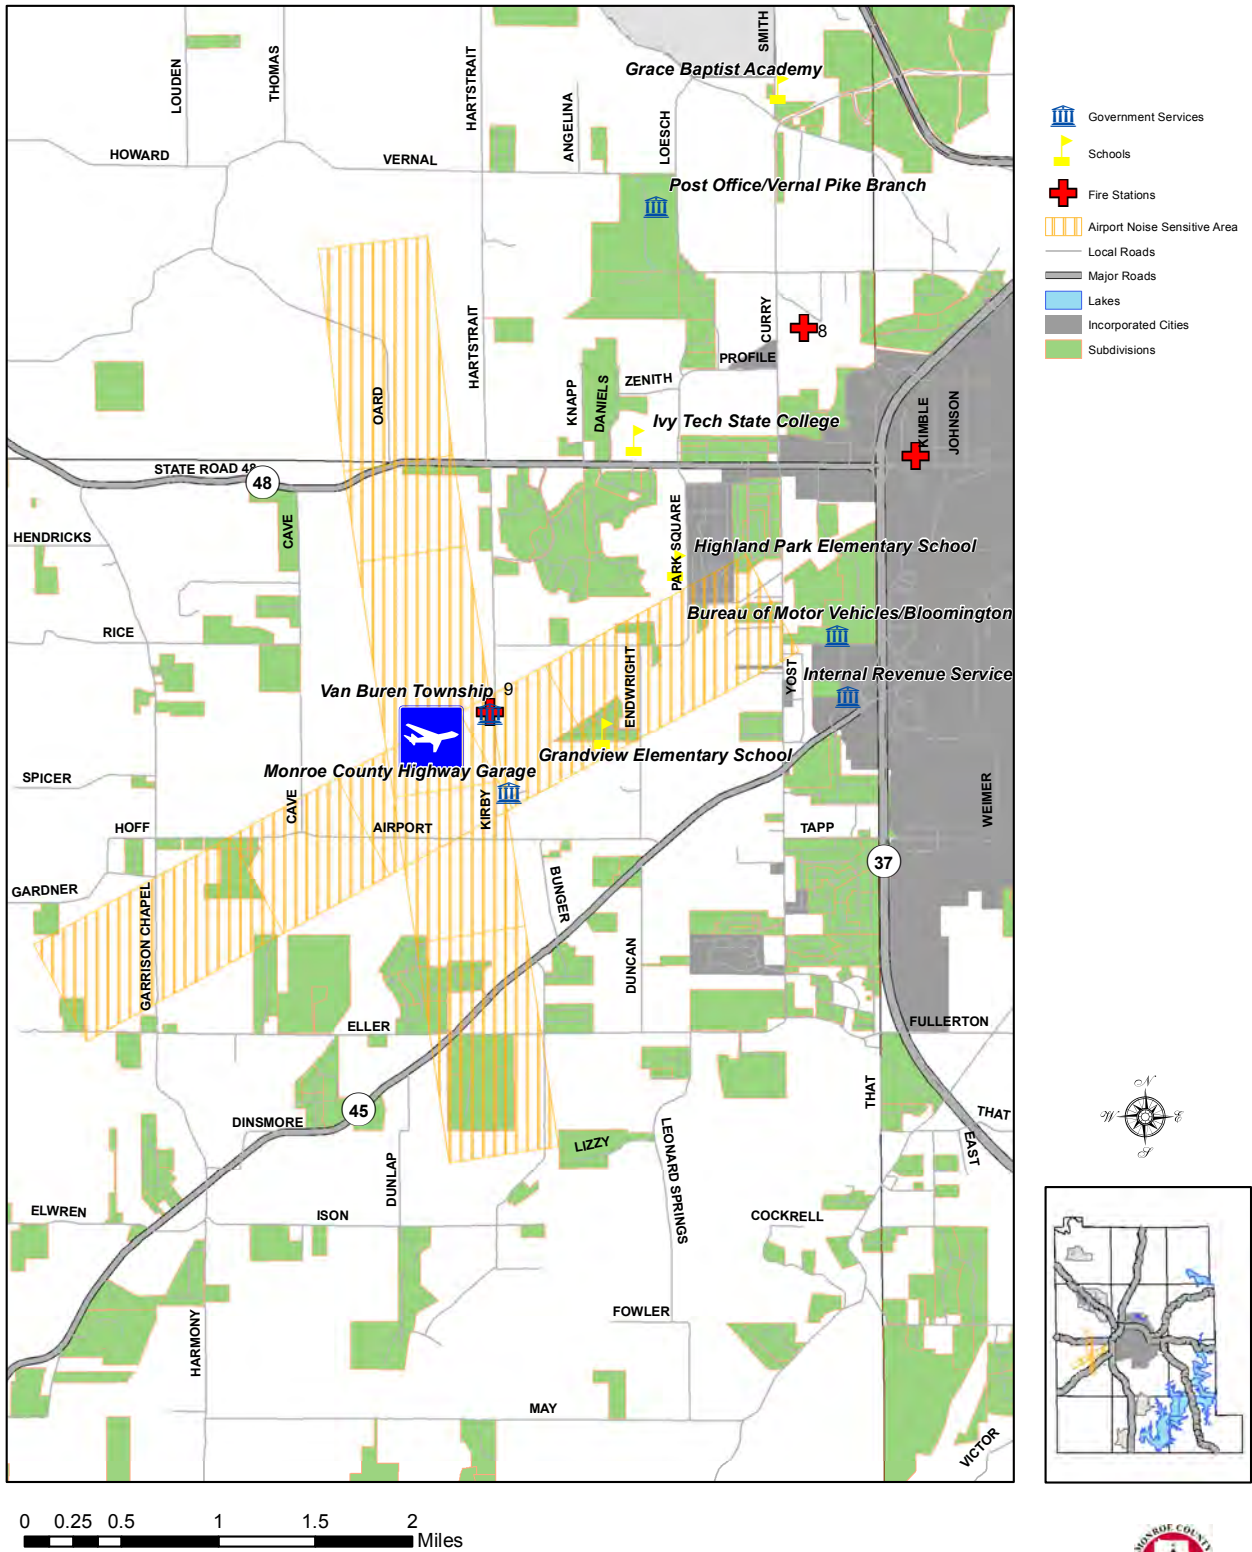 SMITH
Grace Baptist Academy
LOUDEN
THOMAS
HARTSTRAIT
ANGELINA
LOESCH
HOWARD
VERNAL
Post Office/Vernal Pike Branch
HARTSTRAIT
CURRY
8
PROFILE
OARD
KNAPP
DANIELS
ZENITH
Ivy Tech State College
KIMBLE
JOHNSON
STATE ROAD 48
48
CAVE
HENDRICKS
PARK SQUARE
Highland Park Elementary School
Bureau of Motor Vehicles/Bloomington
RICE
ENDWRIGHT
YOST
Internal Revenue Service
Van Buren Township
9
Grandview Elementary School
Monroe County Highway Garage
SPICER
CAVE
KIRBY
WEIMER
HOFF
AIRPORT
TAPP
37
GARDNER
GARRISON CHAPEL
BUNGER
DUNCAN
ELLER
FULLERTON
THAT
THAT
EAST
45
DINSMORE
LIZZY
LEONARD SPRINGS
DUNLAP
ELWREN
ISON
COCKRELL
FOWLER
HARMONY
MAY
VICTOR
Government Services
Schools
Fire Stations
Airport Noise Sensitive Area
Local Roads
Major Roads
Lakes
Incorporated Cities
Subdivisions
N
W E
S
0 0.25 0.5 1 1.5 2
Miles
MONROE COUNTY